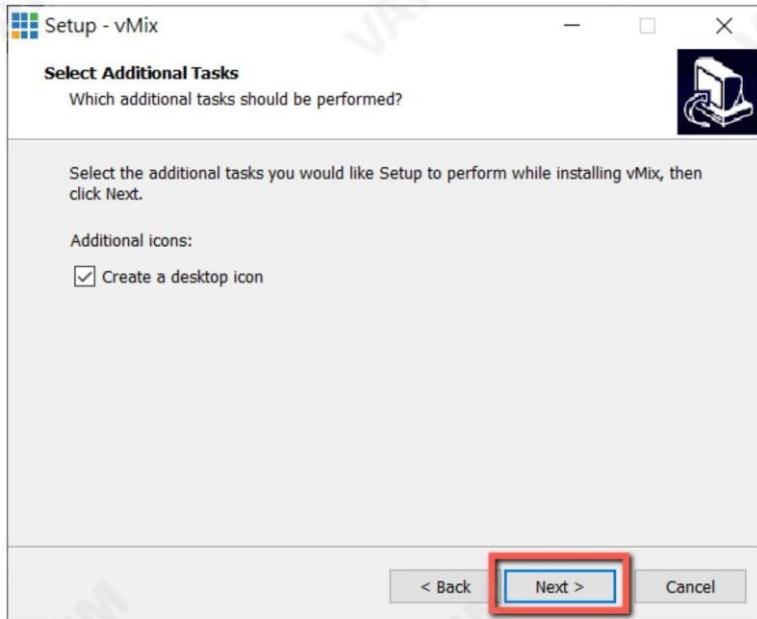 Setup - vMix
Select Additional Tasks
Which additional tasks should be performed?
Select the additional tasks you would like Setup to perform while installing vMix, then
click Next.
Additional icons:
Create a desktop icon
< Back
Next >
Cancel